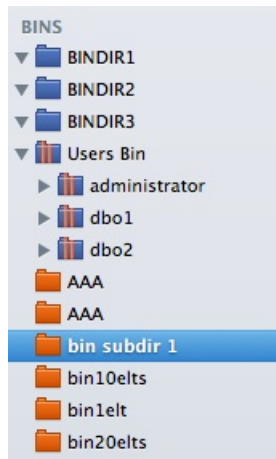 BINS
BINDIR1
BINDIR2
BINDIR3
Users Bin
administrator
dbo1
dbo2
AAA
AAA
bin subdir 1
bin10elts
bin1elt
bin20elts